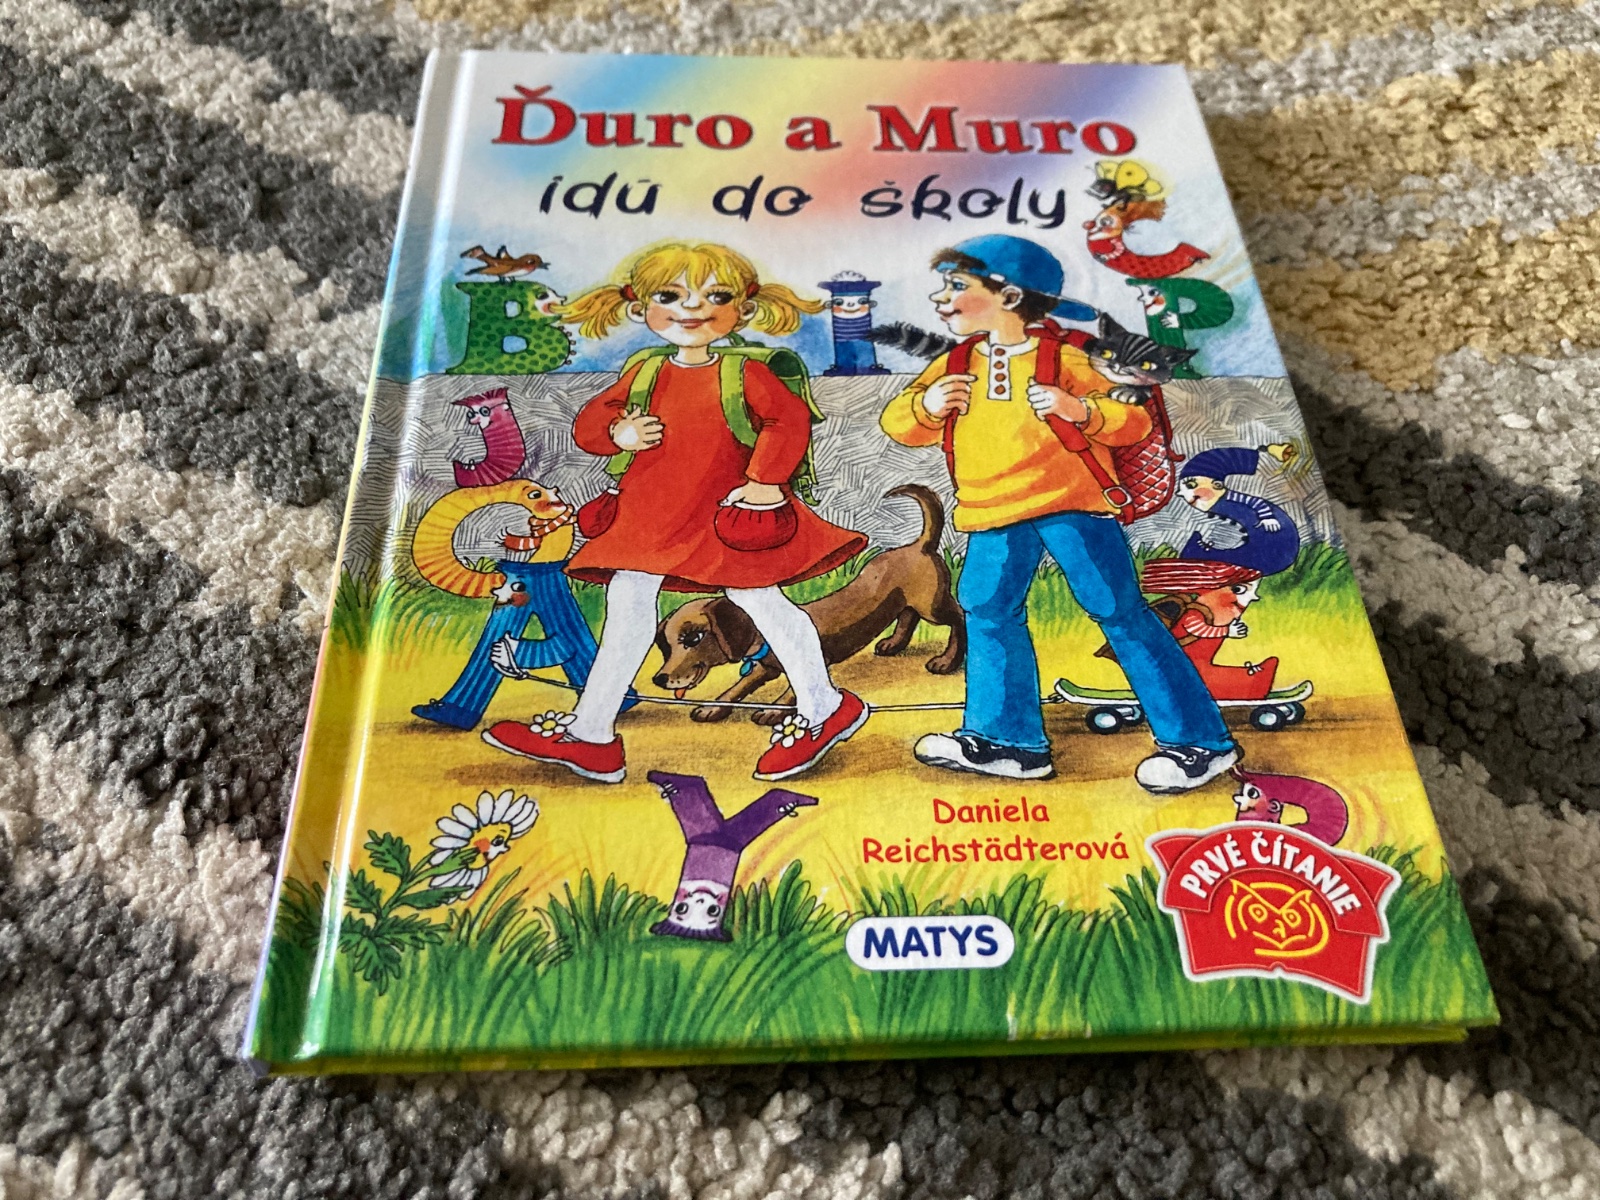 Ďuro a Muro
idú do školy
B
I
C
P
J
C
A
S
Y
D
Daniela
Reichstädterová
MATYS
PRVÉ ČÍTANIE